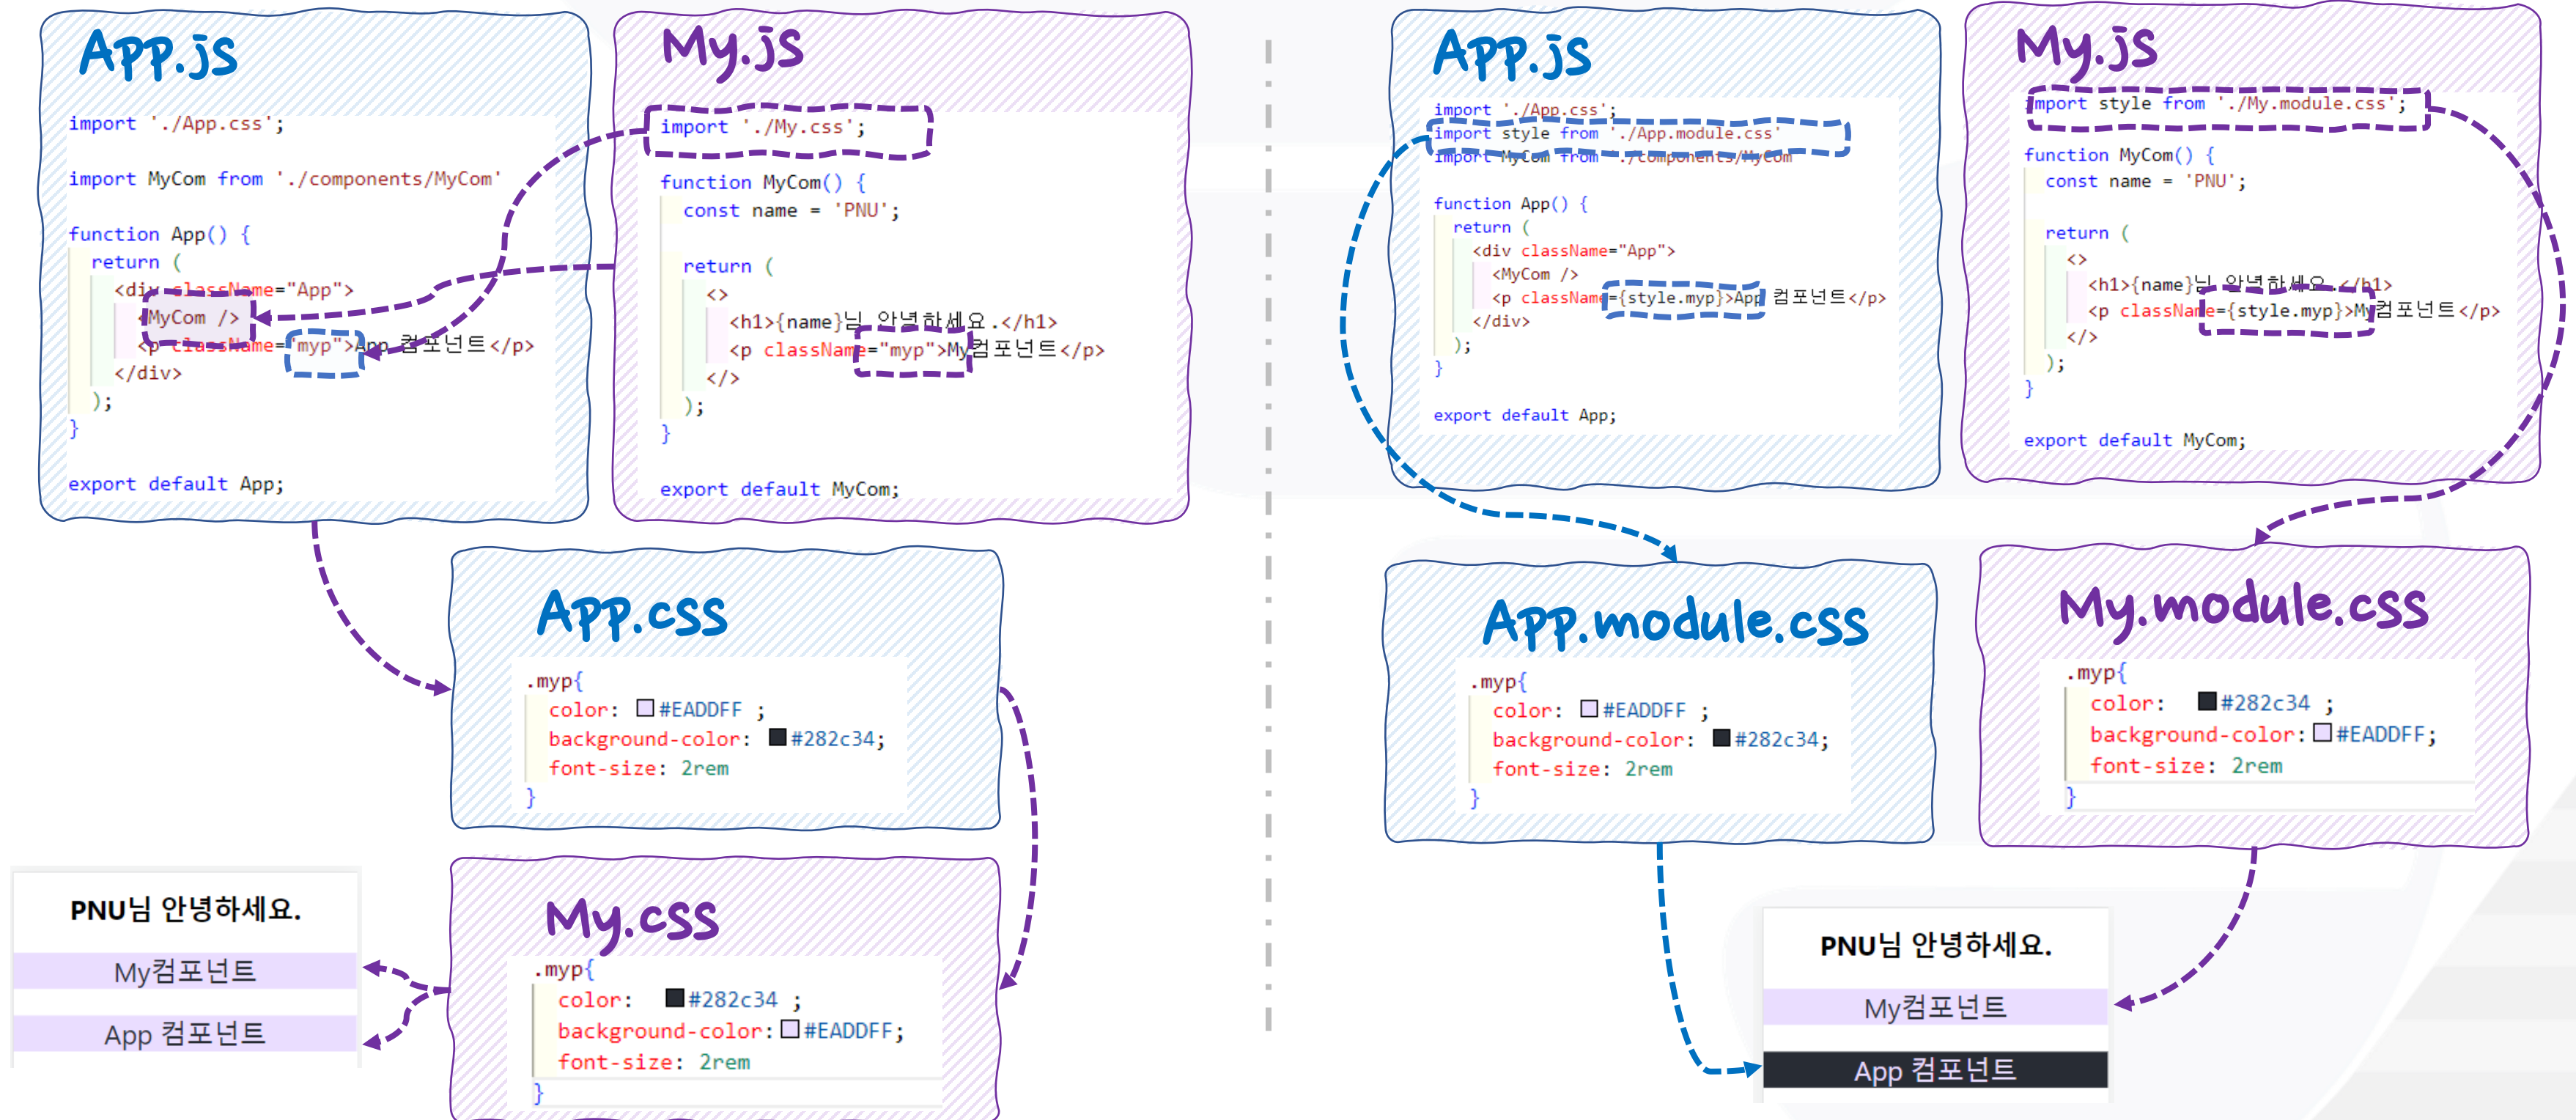 App.js
import './App.css';
import MyCom from './components/MyCom'
function App() {
return (
<div className="App">
<MyCom />
<p className="myp">App 컴포넌트</p>
</div>
);
}
export default App;
My.js
import './My.css';
function MyCom() {
const name = 'PNU';
return (
<>
<h1>{name}님 안녕하세요.</h1>
<p className="myp">My컴포넌트</p>
</>
);
}
export default MyCom;
App.css
.myp{
color: #EADDFF ;
background-color: #282c34;
font-size: 2rem
}
My.css
.myp{
color: #282c34 ;
background-color: #EADDFF;
font-size: 2rem
}
PNU님 안녕하세요.
My컴포넌트
App 컴포넌트
App.js
import './App.css';
import style from './App.module.css'
import MyCom from './components/MyCom'
function App() {
return (
<div className="App">
<MyCom />
<p className={style.myp}>App 컴포넌트</p>
</div>
);
}
export default App;
My.js
import style from './My.module.css';
function MyCom() {
const name = 'PNU';
return (
<>
<h1>{name}님 안녕하세요.</h1>
<p className={style.myp}>My컴포넌트</p>
</>
);
}
export default MyCom;
App.module.css
.myp{
color: #EADDFF ;
background-color: #282c34;
font-size: 2rem
}
My.module.css
.myp{
color: #282c34 ;
background-color: #EADDFF;
font-size: 2rem
}
PNU님 안녕하세요.
My컴포넌트
App 컴포넌트